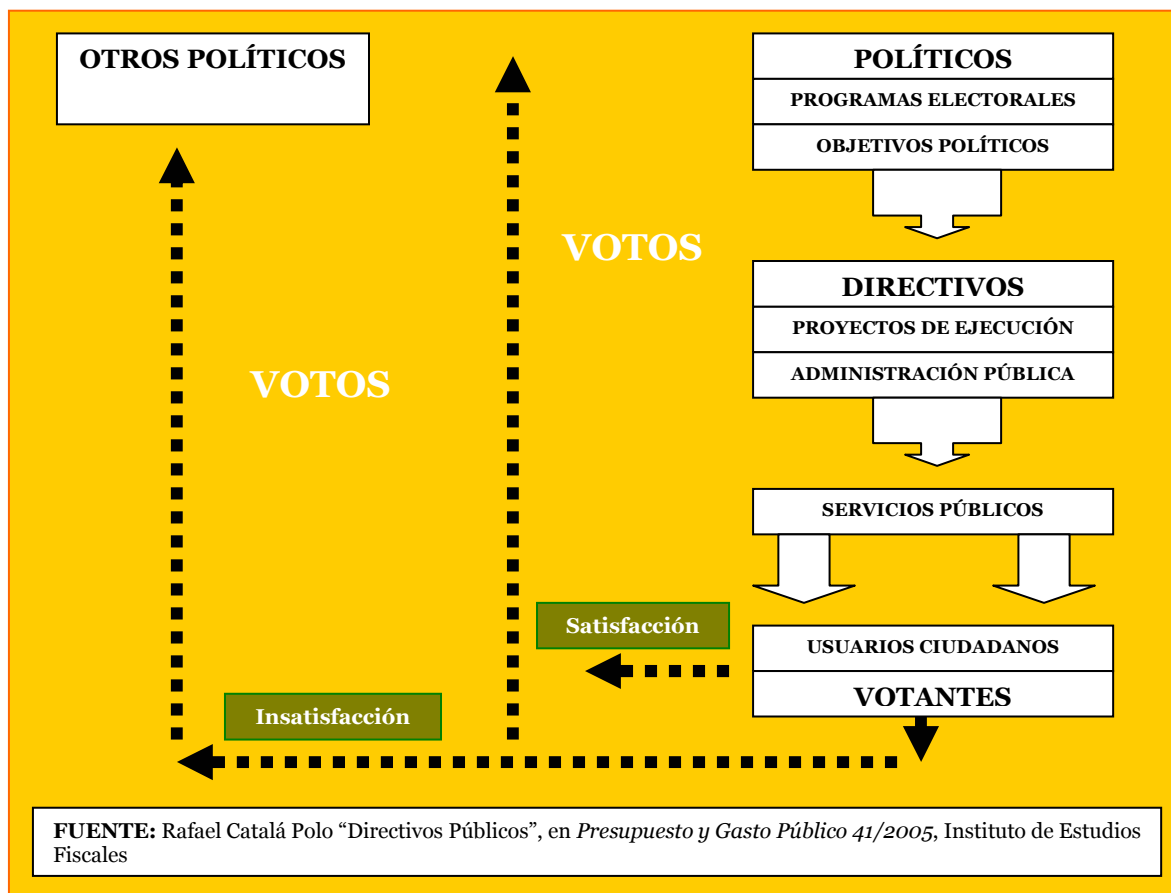 OTROS POLÍTICOS
POLÍTICOS
PROGRAMAS ELECTORALES
OBJETIVOS POLÍTICOS
VOTOS
DIRECTIVOS
PROYECTOS DE EJECUCIÓN
ADMINISTRACIÓN PÚBLICA
VOTOS
SERVICIOS PÚBLICOS
Satisfacción
USUARIOS CIUDADANOS
VOTANTES
Insatisfacción
FUENTE: Rafael Catalá Polo “Directivos Públicos”, en Presupuesto y Gasto Público 41/2005, Instituto de Estudios
Fiscales